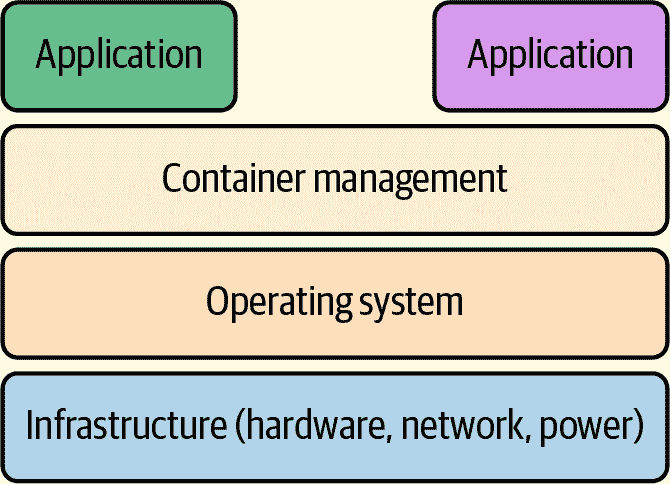 Application
Application
Container management
Operating system
Infrastructure (hardware, network, power)